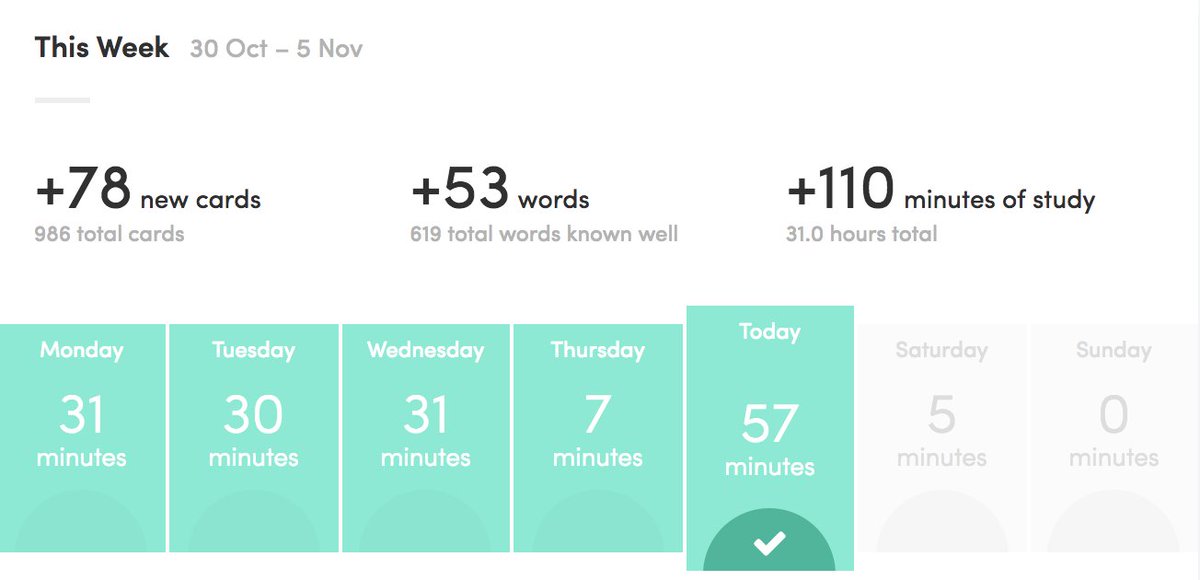 This Week 30 Oct – 5 Nov
+78 new cards
986 total cards
+53 words
619 total words known well
+110 minutes of study
31.0 hours total
Monday
31
minutes
Tuesday
30
minutes
Wednesday
31
minutes
Thursday
7
minutes
Today
57
minutes
Saturday
5
minutes
Sunday
0
minutes